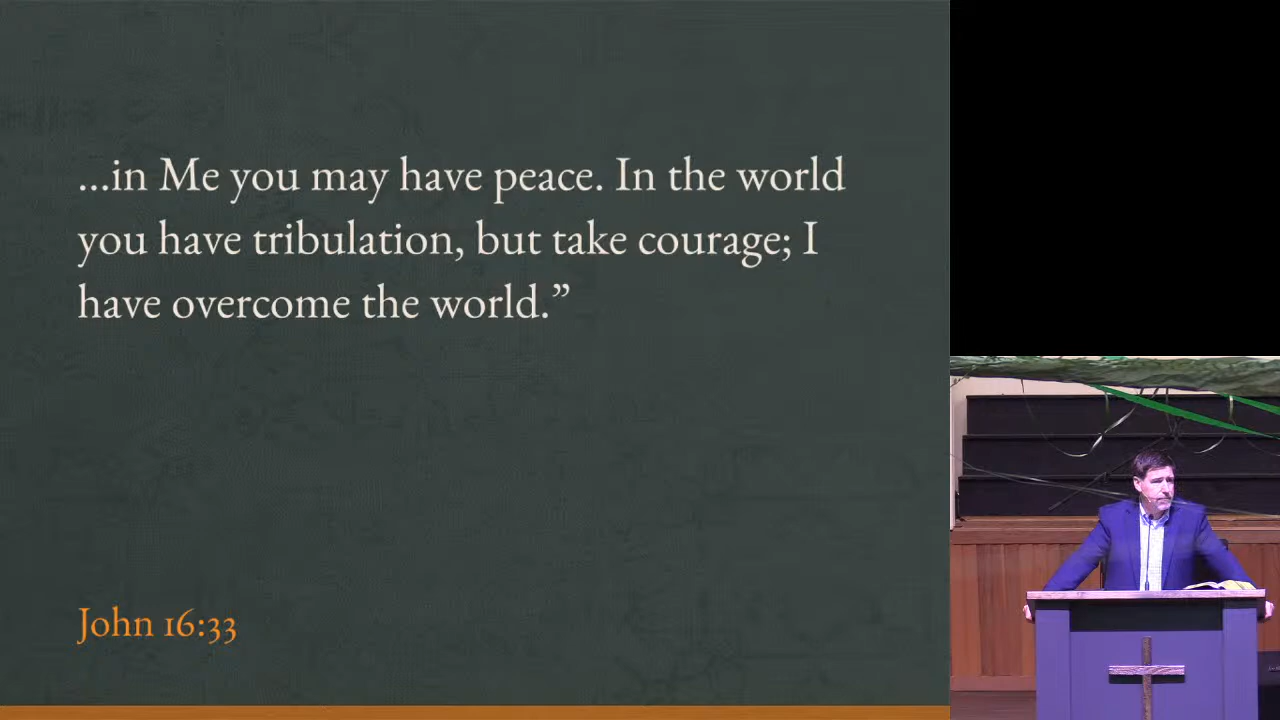 ...in Me you may have peace. In the world
you have tribulation, but take courage; I
have overcome the world.”
John 16:33